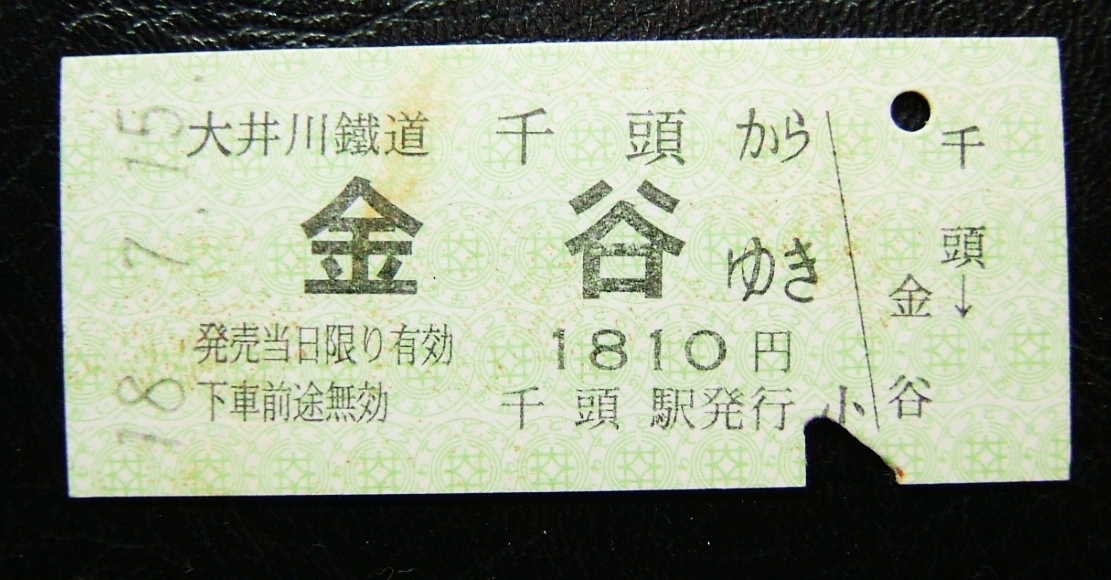 18.7.15.
大井川鐵道 千頭から
金谷ゆき
発売当日限り有効 1810円
下車前途無効 千頭駅発行
小
千頭→
金谷